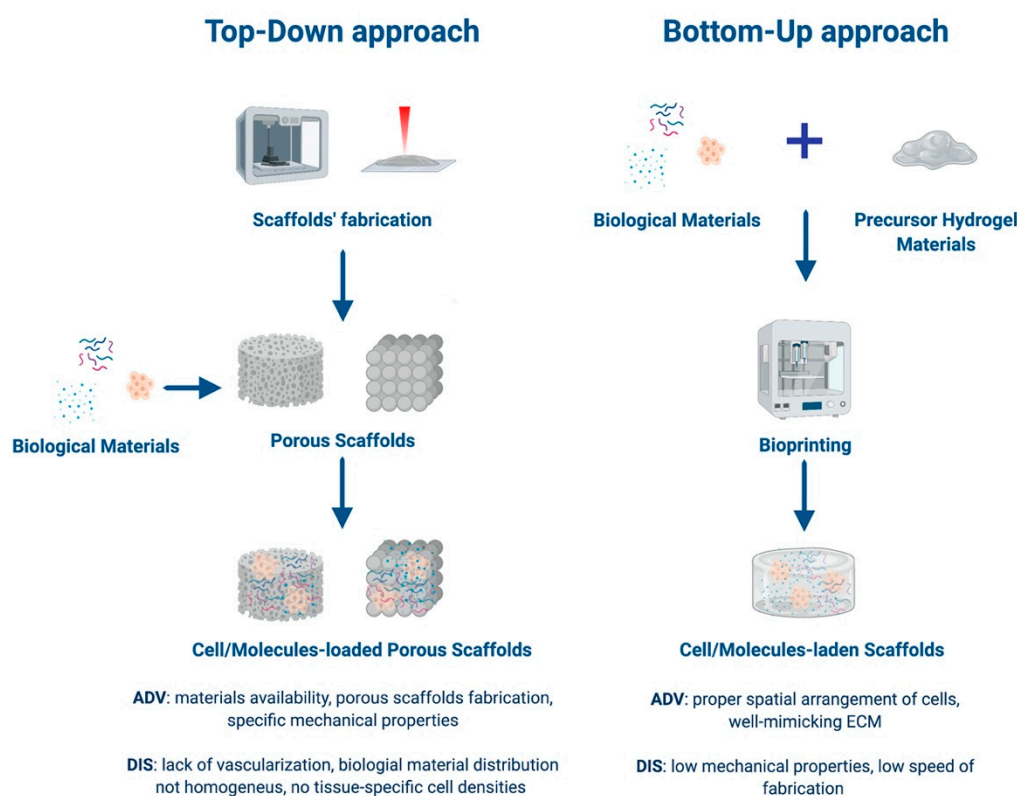 Top-Down approach
Scaffolds' fabrication
Biological Materials
Porous Scaffolds
Cell/Molecules-loaded Porous Scaffolds
ADV: materials availability, porous scaffolds fabrication,
specific mechanical properties
DIS: lack of vascularization, biologial material distribution
not homogeneus, no tissue-specific cell densities
Bottom-Up approach
Biological Materials
Precursor Hydrogel
Materials
Bioprinting
Cell/Molecules-laden Scaffolds
ADV: proper spatial arrangement of cells,
well-mimicking ECM
DIS: low mechanical properties, low speed of
fabrication